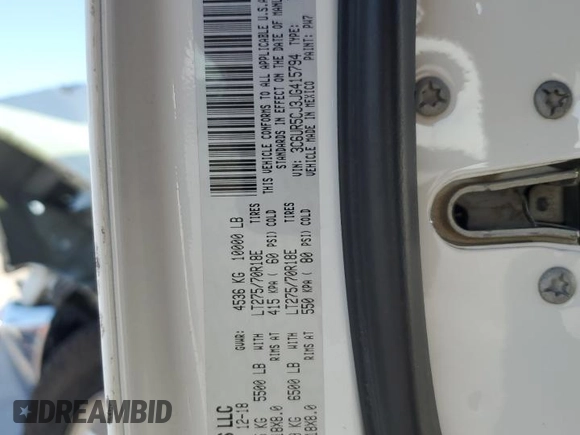 S LLC
12-18 GVWR: 4536 KG 10000 LB
KG 5500 LB WITH LT275/70R18E TIRES
18X8.0 RIMS AT 415 KPA ( 60 PSI) COLD
KG 6500 LB WITH LT275/70R18E TIRES
18X8.0 RIMS AT 550 KPA ( 80 PSI) COLD
THIS VEHICLE CONFORMS TO ALL APPLICABLE U.S.A
STANDARDS IN EFFECT ON THE DATE OF MANU
VIN: 3C6UR5CJ3JG415794 TYPE:
VEHICLE MADE IN MEXICO PAINT: PW7
AMERIDEAL